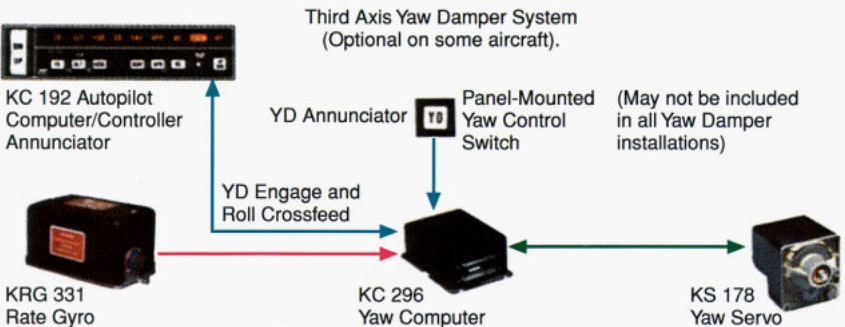 Third Axis Yaw Damper System
(Optional on some aircraft).
KC 192 Autopilot
Computer/Controller
Annunciator
YD Annunciator
YD
Panel-Mounted
Yaw Control
Switch
(May not be included
in all Yaw Damper
installations)
YD Engage and
Roll Crossfeed
KRG 331
Rate Gyro
KC 296
Yaw Computer
KS 178
Yaw Servo